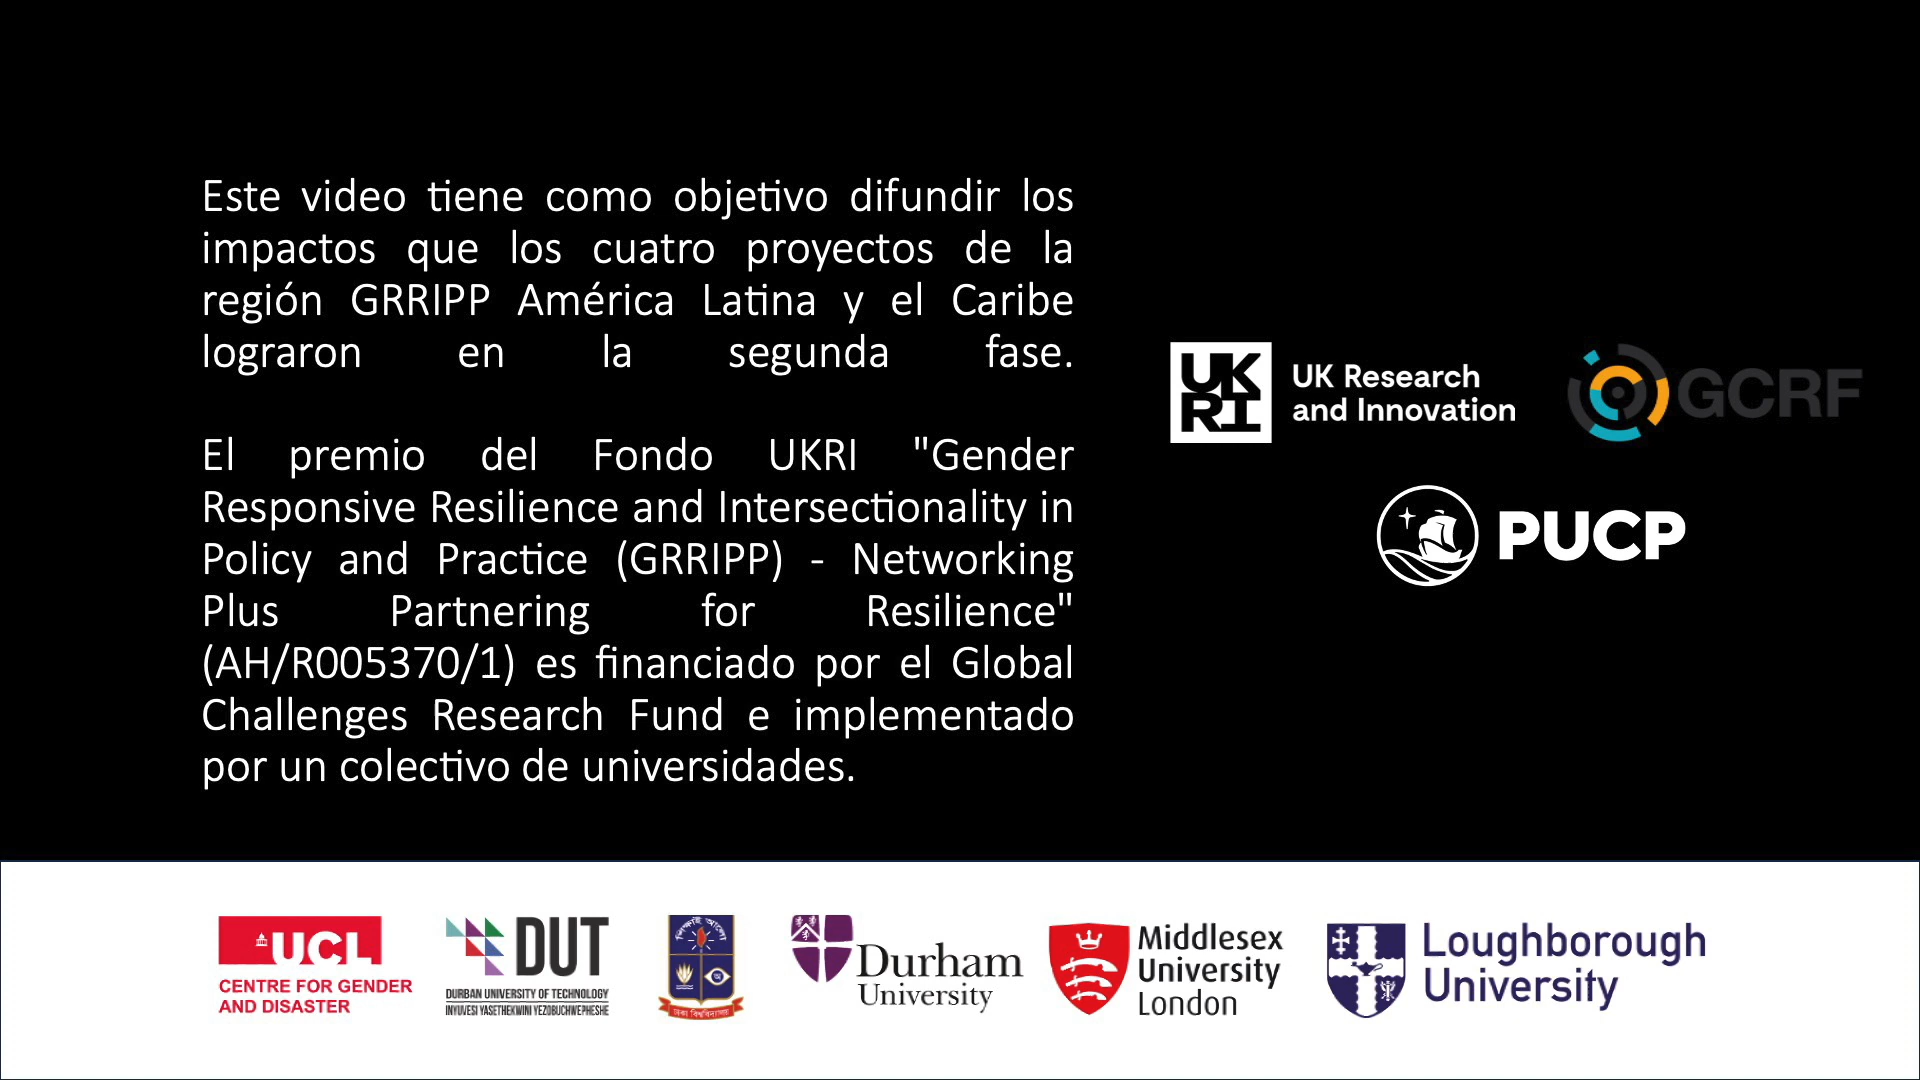 Este video tiene como objetivo difundir los
impactos que los cuatro proyectos de la
región GRRIPP América Latina y el Caribe
lograron en la segunda fase.
El premio del Fondo UKRI "Gender
Responsive Resilience and Intersectionality in
Policy and Practice (GRRIPP) - Networking
Plus Partnering for Resilience"
(AH/R005370/1) es financiado por el Global
Challenges Research Fund e implementado
por un colectivo de universidades.
UK
RI
UK Research
and Innovation
GCRF
PUCP
UCL
CENTRE FOR GENDER
AND DISASTER
DUT
DURBAN UNIVERSITY OF TECHNOLOGY
INYUVESI YASETHEKWINI YEZOBUCHWEPHESHE
শিক্ষাই আলো
ঢাকা বিশ্ববিদ্যালয়
Durham
University
Middlesex
University
London
Loughborough
University